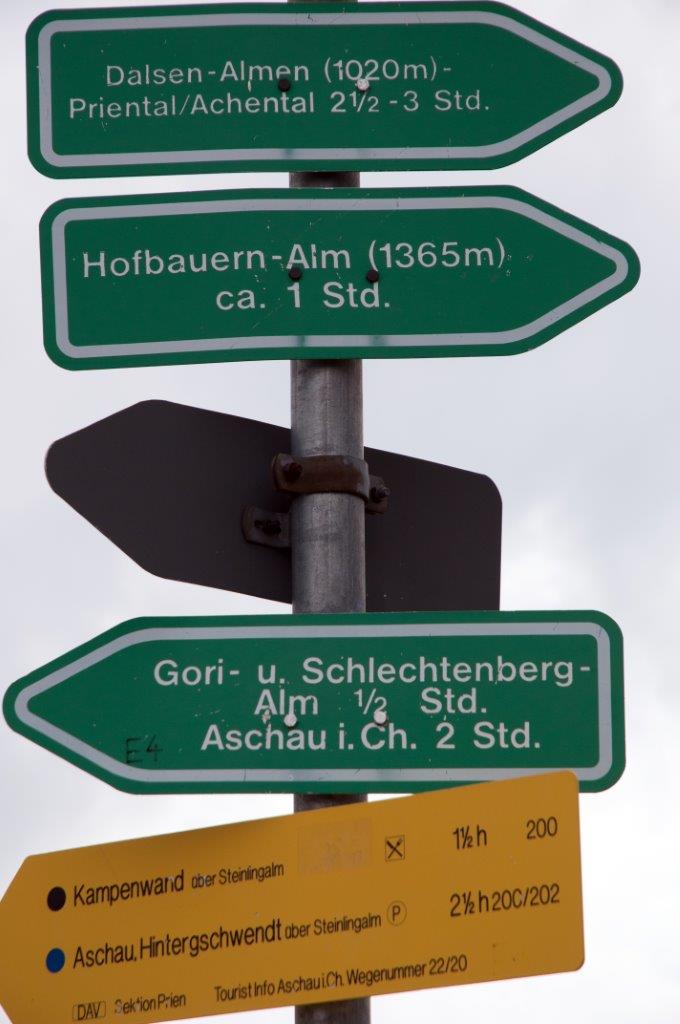 Dalsen-Almen (1020m)-
Priental/Achental 2½-3 Std.
Hofbauern-Alm (1365m)
ca. 1 Std.
Gori- u. Schlechtenberg-
Alm ½ Std.
Aschau i. Ch. 2 Std.
E4
Kampenwand über Steinlingalm 1½ h 200
Aschau, Hintergschwendt über Steinlingalm P 2½ h 20C/202
DAV Sektion Prien Tourist Info Aschau i. Ch. Wegenummer 22/20